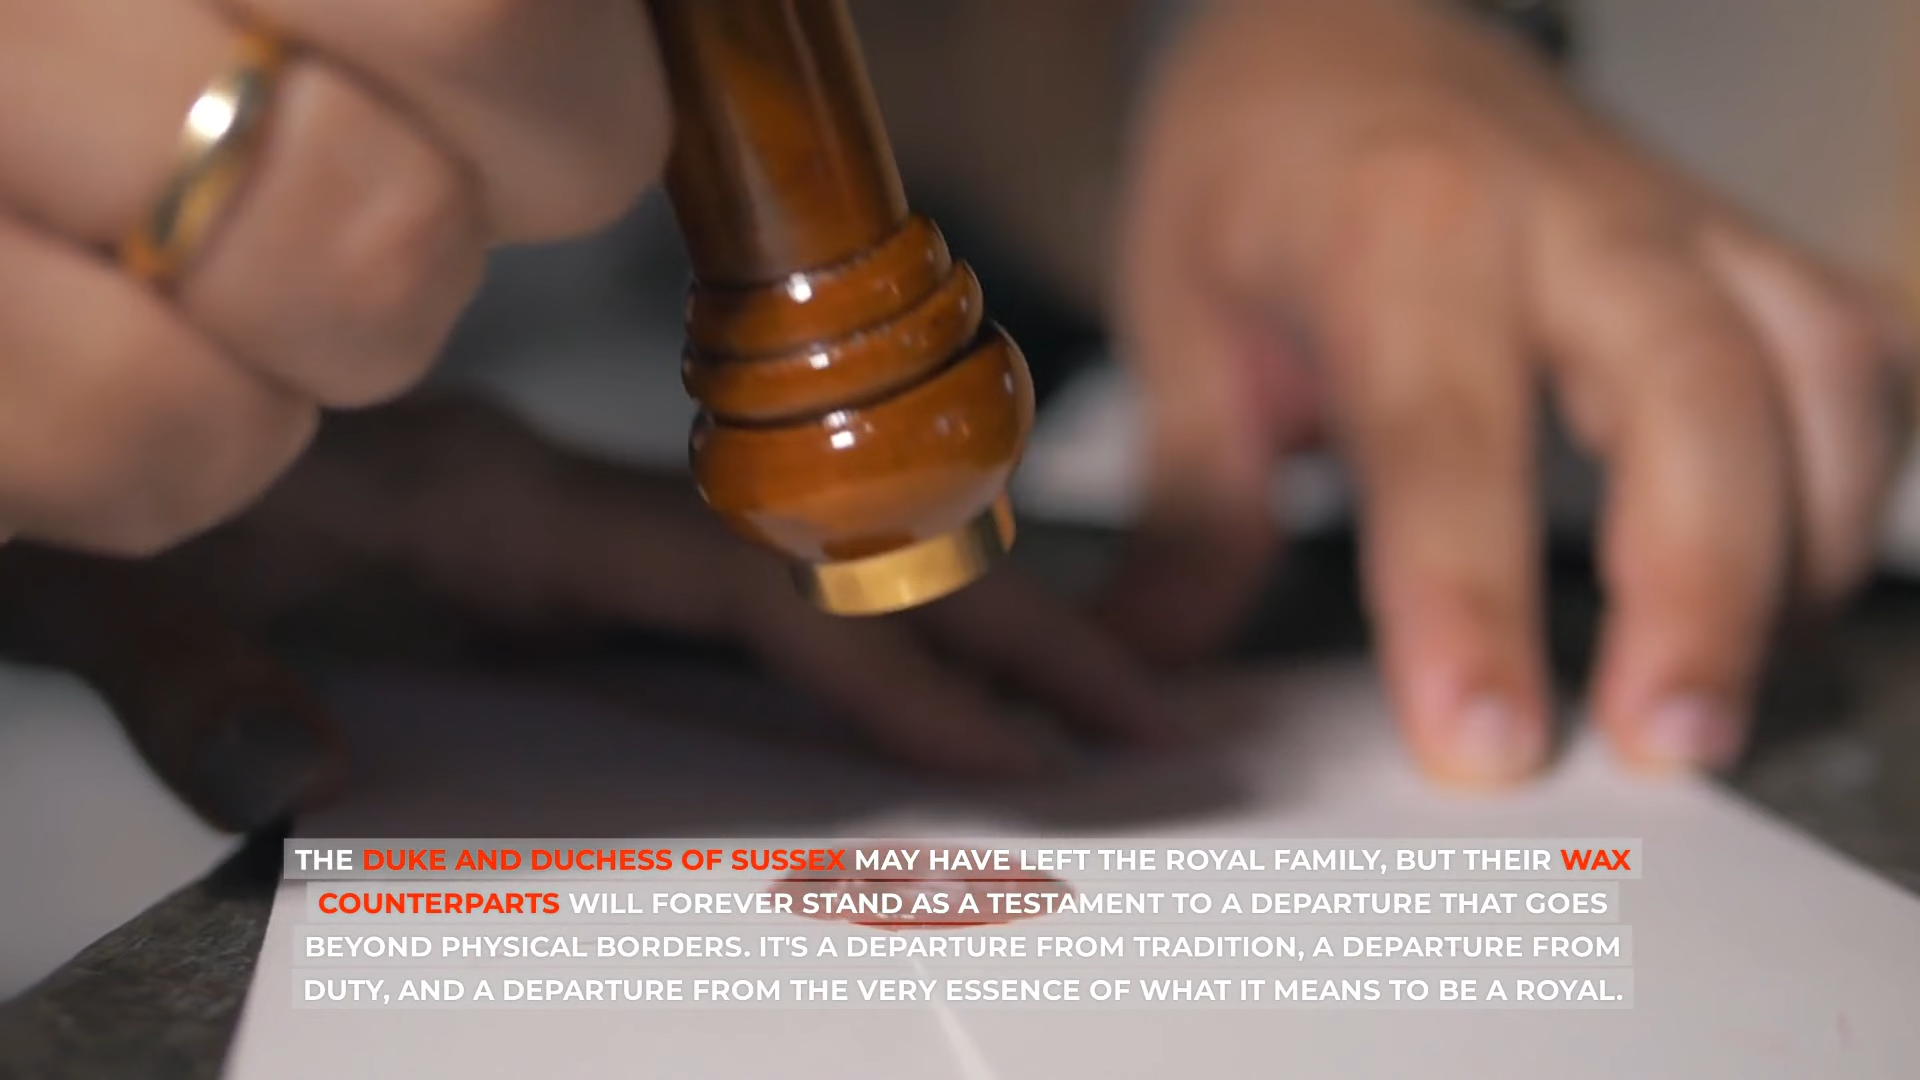 THE DUKE AND DUCHESS OF SUSSEX MAY HAVE LEFT THE ROYAL FAMILY, BUT THEIR WAX
COUNTERPARTS WILL FOREVER STAND AS A TESTAMENT TO A DEPARTURE THAT GOES
BEYOND PHYSICAL BORDERS. IT'S A DEPARTURE FROM TRADITION, A DEPARTURE FROM
DUTY, AND A DEPARTURE FROM THE VERY ESSENCE OF WHAT IT MEANS TO BE A ROYAL.